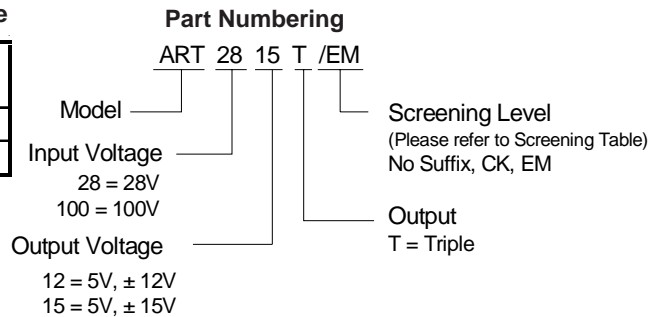 e
Part Numbering
ART 28 15 T /EM
Model
Input Voltage
28 = 28V
100 = 100V
Output Voltage
12 = 5V, ± 12V
15 = 5V, ± 15V
Screening Level
(Please refer to Screening Table)
No Suffix, CK, EM
Output
T = Triple